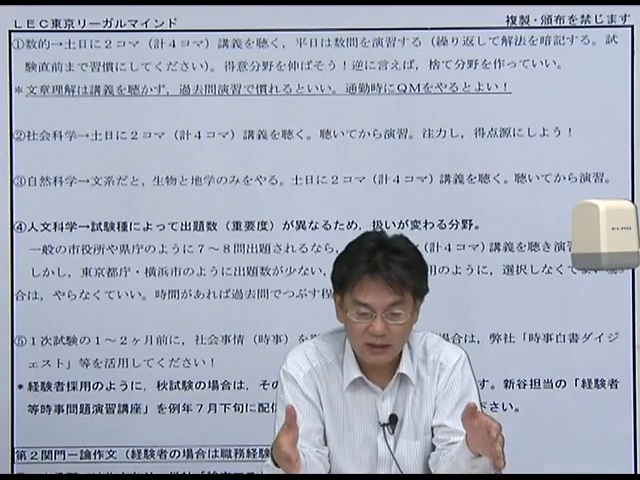 ＬＥＣ東京リーガルマインド
複製・頒布を禁じます
①数的→土日に２コマ（計４コマ）講義を聴く，平日は数問を演習する（繰り返して解法を暗記する。試
験直前まで習慣にしてください）。得意分野を伸ばそう！逆に言えば，捨て分野を作っていい。
＊文章理解は講義を聴かず，過去問演習で慣れるといい。通勤時にＱＭをやるとよい！
②社会科学→土日に２コマ（計４コマ）講義を聴く。聴いてから演習。注力し，得点源にしよう！
③自然科学→文系だと，生物と地学のみをやる。土日に２コマ（計４コマ）講義を聴く。聴いてから演習。
④人文科学→試験種によって出題数（重要度）が異なるため，扱いが変わる分野。
一般の市役所や県庁のように７～８問出題されるなら，（計４コマ）講義を聴き演
しかし，東京都庁・横浜市のように出題数が少ない，用のように，選択しなくて
合は，やらなくていい。時間があれば過去問でつぶす程
⑤１次試験の１～２ヶ月前に，社会事情（時事）を場合は，弊社「時事白書ダイジ
ェスト」等を活用してください！
＊経験者採用のように，秋試験の場合は，そのす。新谷担当の「経験者
等時事問題演習講座」を例年７月下旬に配信ださい。
第２関門―論作文（経験者の場合は職務経験
ELMO